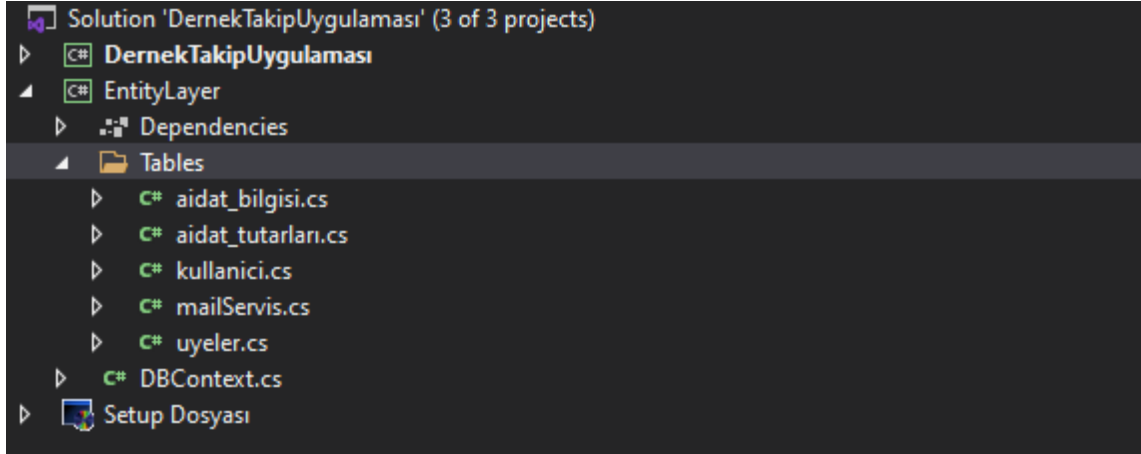 Solution 'DernekTakipUygulaması' (3 of 3 projects)
C# DernekTakipUygulaması
C# EntityLayer
Dependencies
Tables
C# aidat_bilgisi.cs
C# aidat_tutarları.cs
C# kullanici.cs
C# mailServis.cs
C# uyeler.cs
C# DBContext.cs
Setup Dosyası